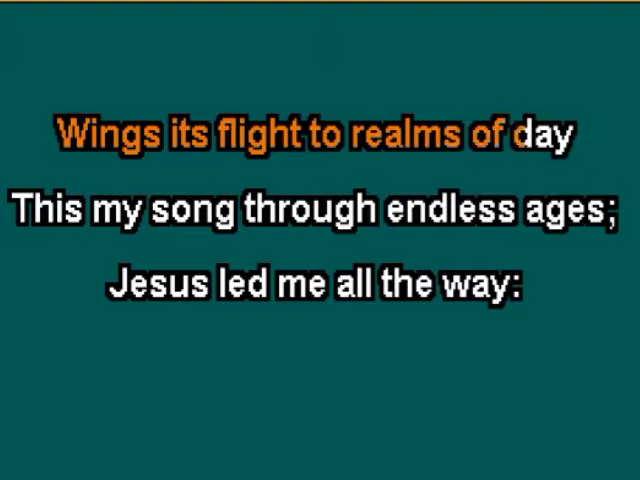 Wings its flight to realms of day
This my song through endless ages;
Jesus led me all the way: